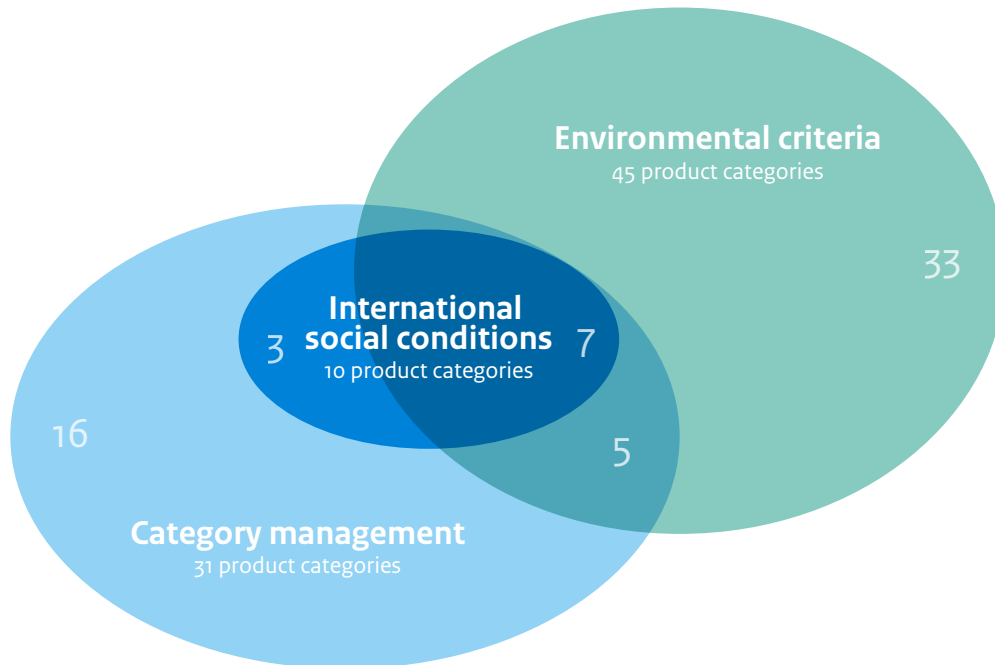 Environmental criteria
45 product categories
33
International
social conditions
10 product categories
3
7
16
5
Category management
31 product categories